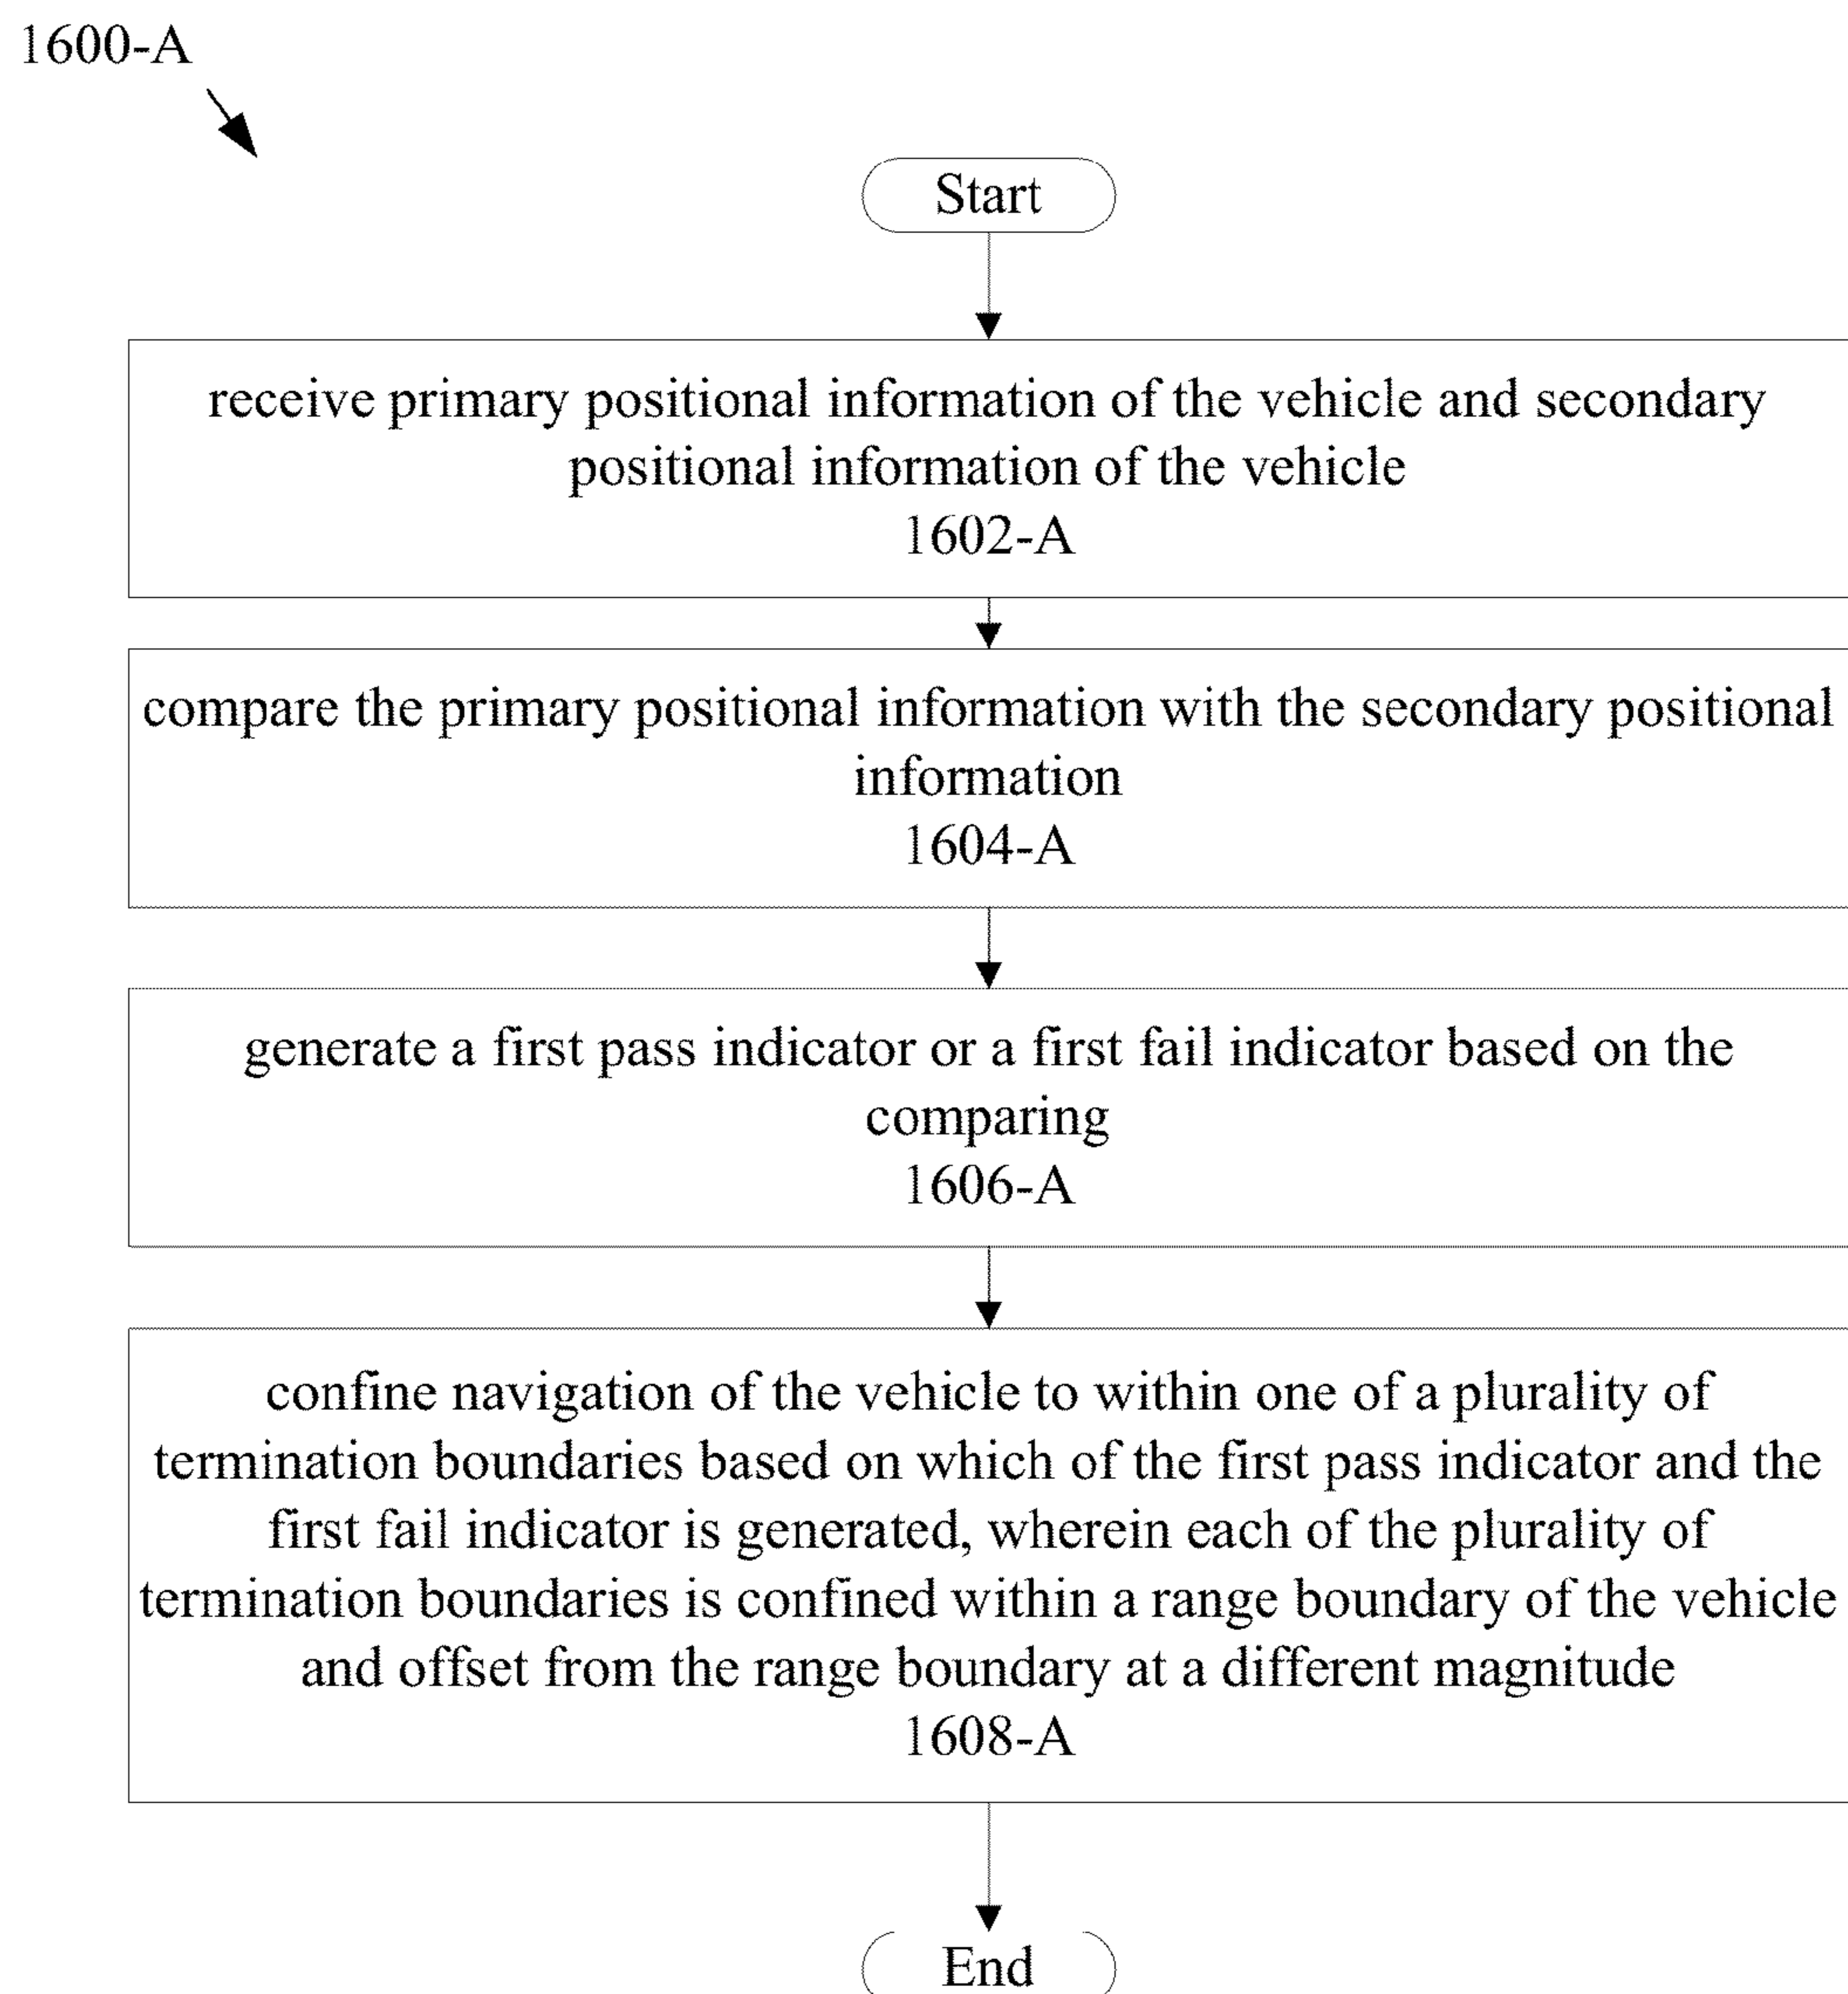 1600-A
Start
receive primary positional information of the vehicle and secondary
positional information of the vehicle
1602-A
compare the primary positional information with the secondary positional
information
1604-A
generate a first pass indicator or a first fail indicator based on the
comparing
1606-A
confine navigation of the vehicle to within one of a plurality of
termination boundaries based on which of the first pass indicator and the
first fail indicator is generated, wherein each of the plurality of
termination boundaries is confined within a range boundary of the vehicle
and offset from the range boundary at a different magnitude
1608-A
End